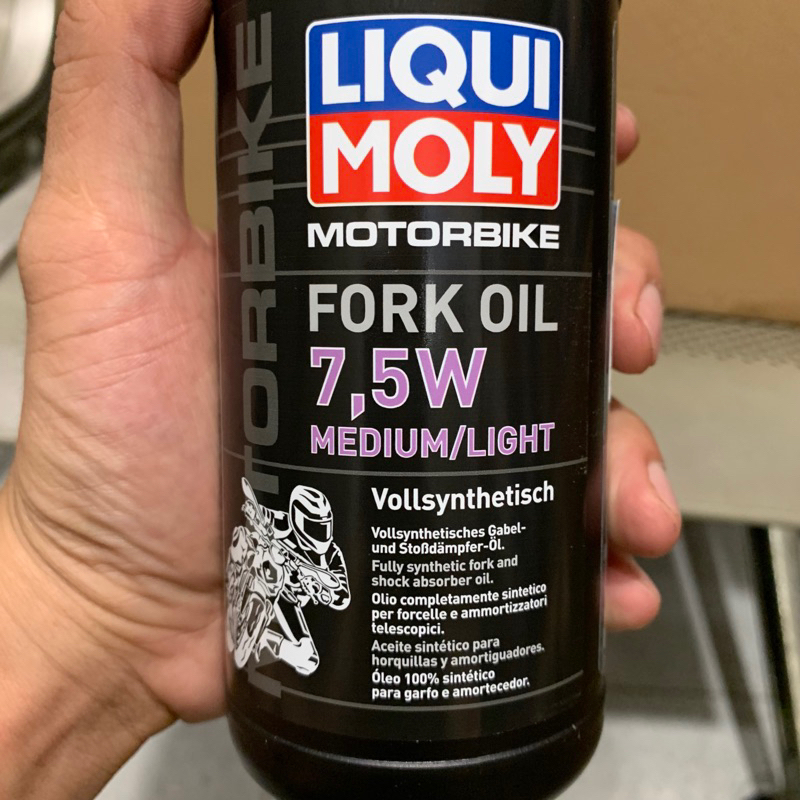 MOTORBIKE
LIQUI
MOLY
MOTORBIKE
FORK OIL
7,5W
MEDIUM/LIGHT
Vollsynthetisch
Vollsynthetisches Gabel-
und Stoßdämpfer-Öl.
Fully synthetic fork and
shock absorber oil.
Olio completamente sintetico
per forcelle e ammortizzatori
telescopici.
Aceite sintético para
horquillas y amortiguadores.
Óleo 100% sintético
para garfo e amortecedor.